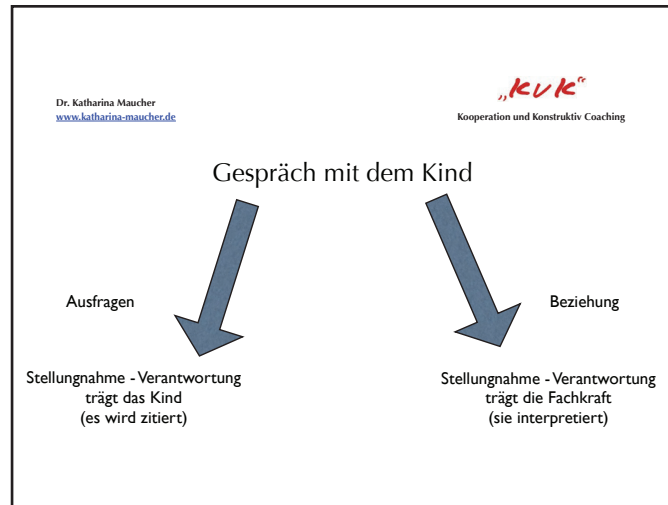 Dr. Katharina Maucher
www.katharina-maucher.de
„KvK“
Kooperation und Konstruktiv Coaching
Gespräch mit dem Kind
Ausfragen
Beziehung
Stellungnahme - Verantwortung
trägt das Kind
(es wird zitiert)
Stellungnahme - Verantwortung
trägt die Fachkraft
(sie interpretiert)